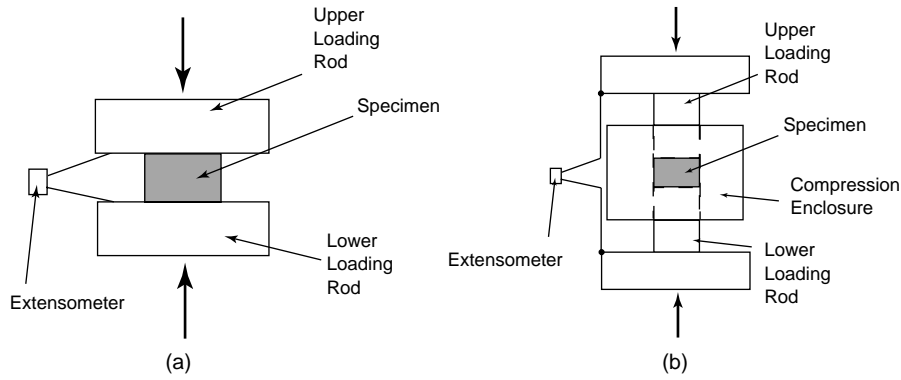 Upper
Loading
Rod
Specimen
Extensometer
Lower
Loading
Rod
(a)
Upper
Loading
Rod
Specimen
Compression
Enclosure
Extensometer
Lower
Loading
Rod
(b)